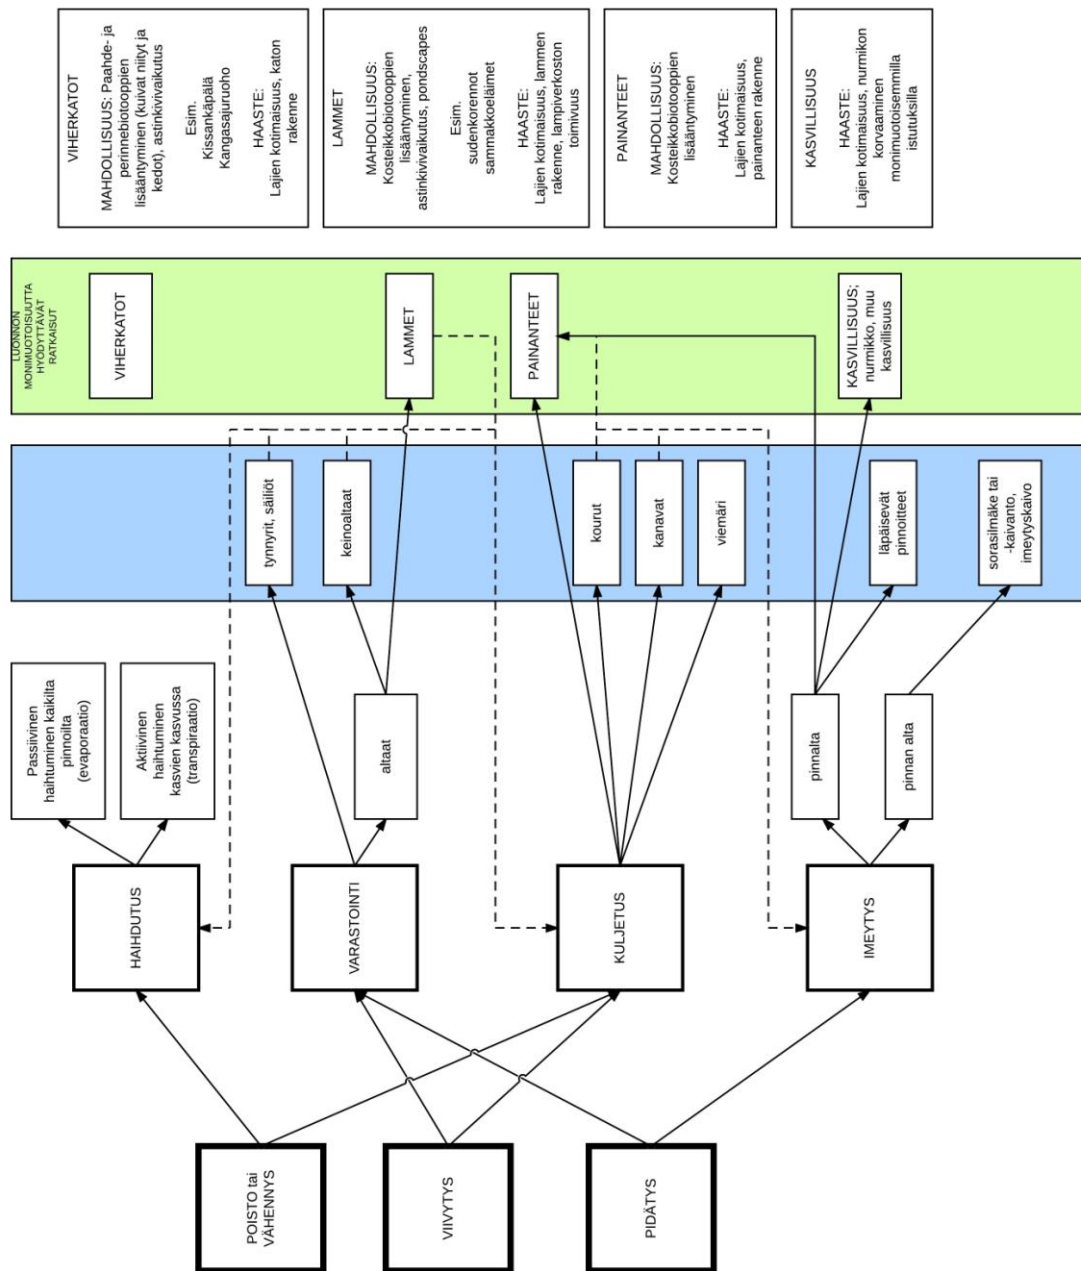 POISTO tai
VÄHENNYS
VIIVYTYS
PIDÄTYS
HAIHDUTUS
VARASTOINTI
KULJETUS
IMEYTYS
Passiivinen
haihtuminen kaikilta
pinnoilta
(evaporaatio)
Aktiivinen
haihtuminen
kasvien kasvussa
(transpiraatio)
altaat
pinnalta
pinnan alta
tynnyrit, säiliöt
keinoaltaat
kourut
kanavat
viemäri
läpäisevät
pinnoitteet
sorasilmäke tai
-kaivanto,
imeytyskaivo
LUONNON
MONIMUOTOISUUTTA
HYÖDYTTÄVÄT
RATKAISUT
VIHERKATOT
LAMMET
PAINANTEET
KASVILLISUUS;
nurmikko, muu
kasvillisuus
VIHERKATOT
MAHDOLLISUUS: Paahde- ja
perinnebiotooppien
lisääntyminen (kuivat niityt ja
kedot), astinkivivaikutus
Esim.
Kissankäpälä
Kangasajuruoho
HAASTE:
Lajien kotimaisuus, katon
rakenne
LAMMET
MAHDOLLISUUS:
Kosteikkobiotooppien
lisääntyminen,
astinkivivaikutus, pondscapes
Esim.
sudenkorennot
sammakkoeläimet
HAASTE:
Lajien kotimaisuus, lammen
rakenne, lampiverkoston
toimivuus
PAINANTEET
MAHDOLLISUUS:
Kosteikkobiotooppien
lisääntyminen
HAASTE:
Lajien kotimaisuus,
painanteen rakenne
KASVILLISUUS
HAASTE:
Lajien kotimaisuus, nurmikon
korvaaminen
monimuotoisemmilla
istutuksilla